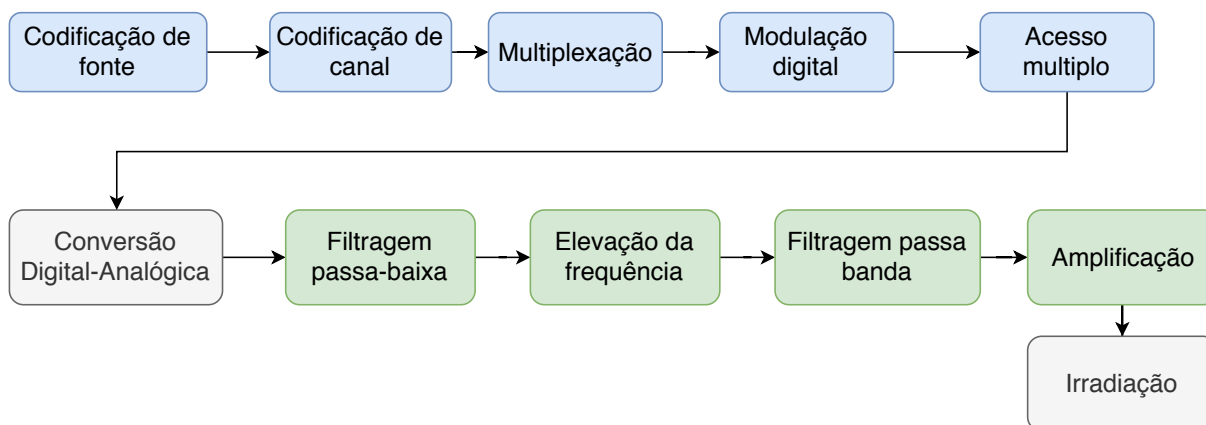 Codificação de
fonte
Codificação de
canal
Multiplexação
Modulação
digital
Acesso
multiplo
Conversão
Digital-Analógica
Filtragem
passa-baixa
Elevação da
frequência
Filtragem passa
banda
Amplificação
Irradiação